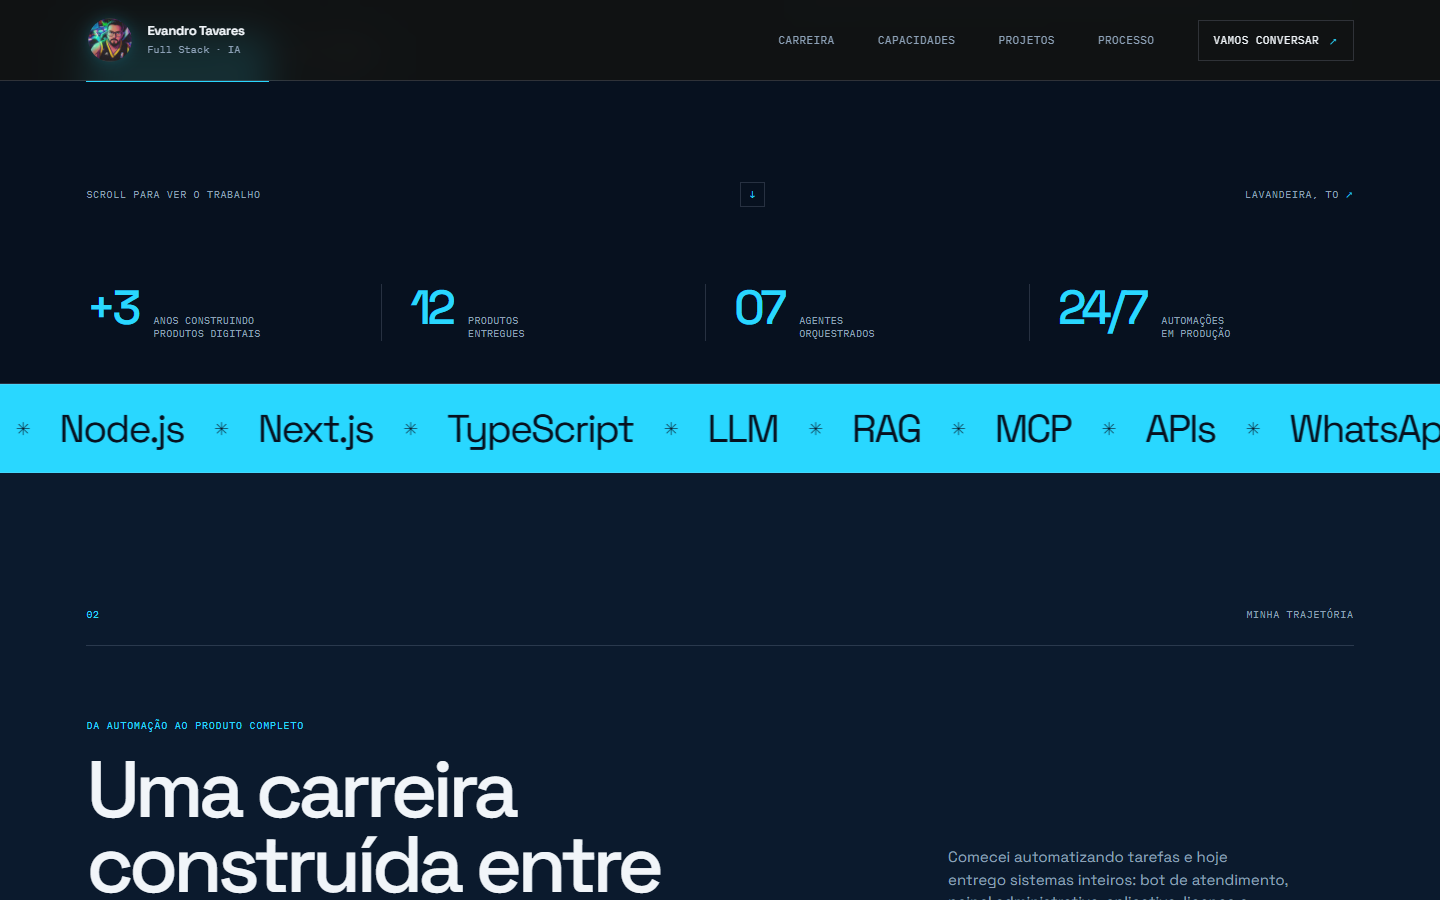 Evandro Tavares
Full Stack · IA
CARREIRA
CAPACIDADES
PROJETOS
PROCESSO
VAMOS CONVERSAR ↗
SCROLL PARA VER O TRABALHO
↓
LAVANDEIRA, TO ↗
+3 ANOS CONSTRUINDO
PRODUTOS DIGITAIS
12 PRODUTOS
ENTREGUES
07 AGENTES
ORQUESTRADOS
24/7 AUTOMAÇÕES
EM PRODUÇÃO
✳ Node.js ✳ Next.js ✳ TypeScript ✳ LLM ✳ RAG ✳ MCP ✳ APIs ✳ WhatsAp
02
MINHA TRAJETÓRIA
DA AUTOMAÇÃO AO PRODUTO COMPLETO
Uma carreira
construída entre
Comecei automatizando tarefas e hoje
entrego sistemas inteiros: bot de atendimento,